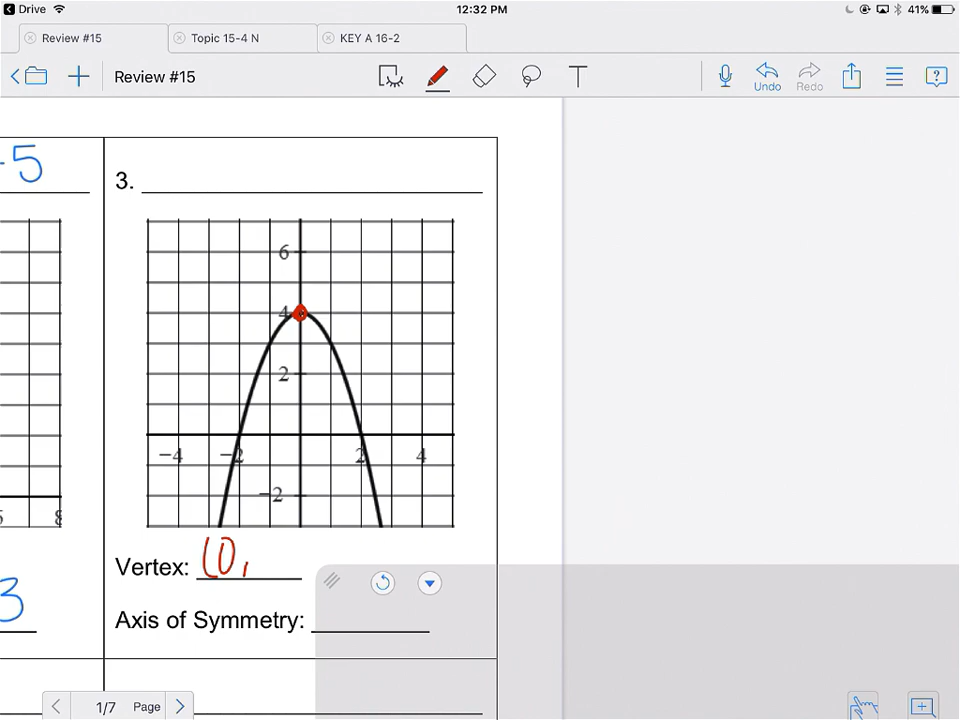 Drive
12:32 PM
41%
Review #15
Topic 15-4 N
KEY A 16-2
Review #15
Undo
Redo
-5
3.
6
4
2
-4 -2 2 4
-2
8
Vertex: (0,
3
Axis of Symmetry:
1/7 Page